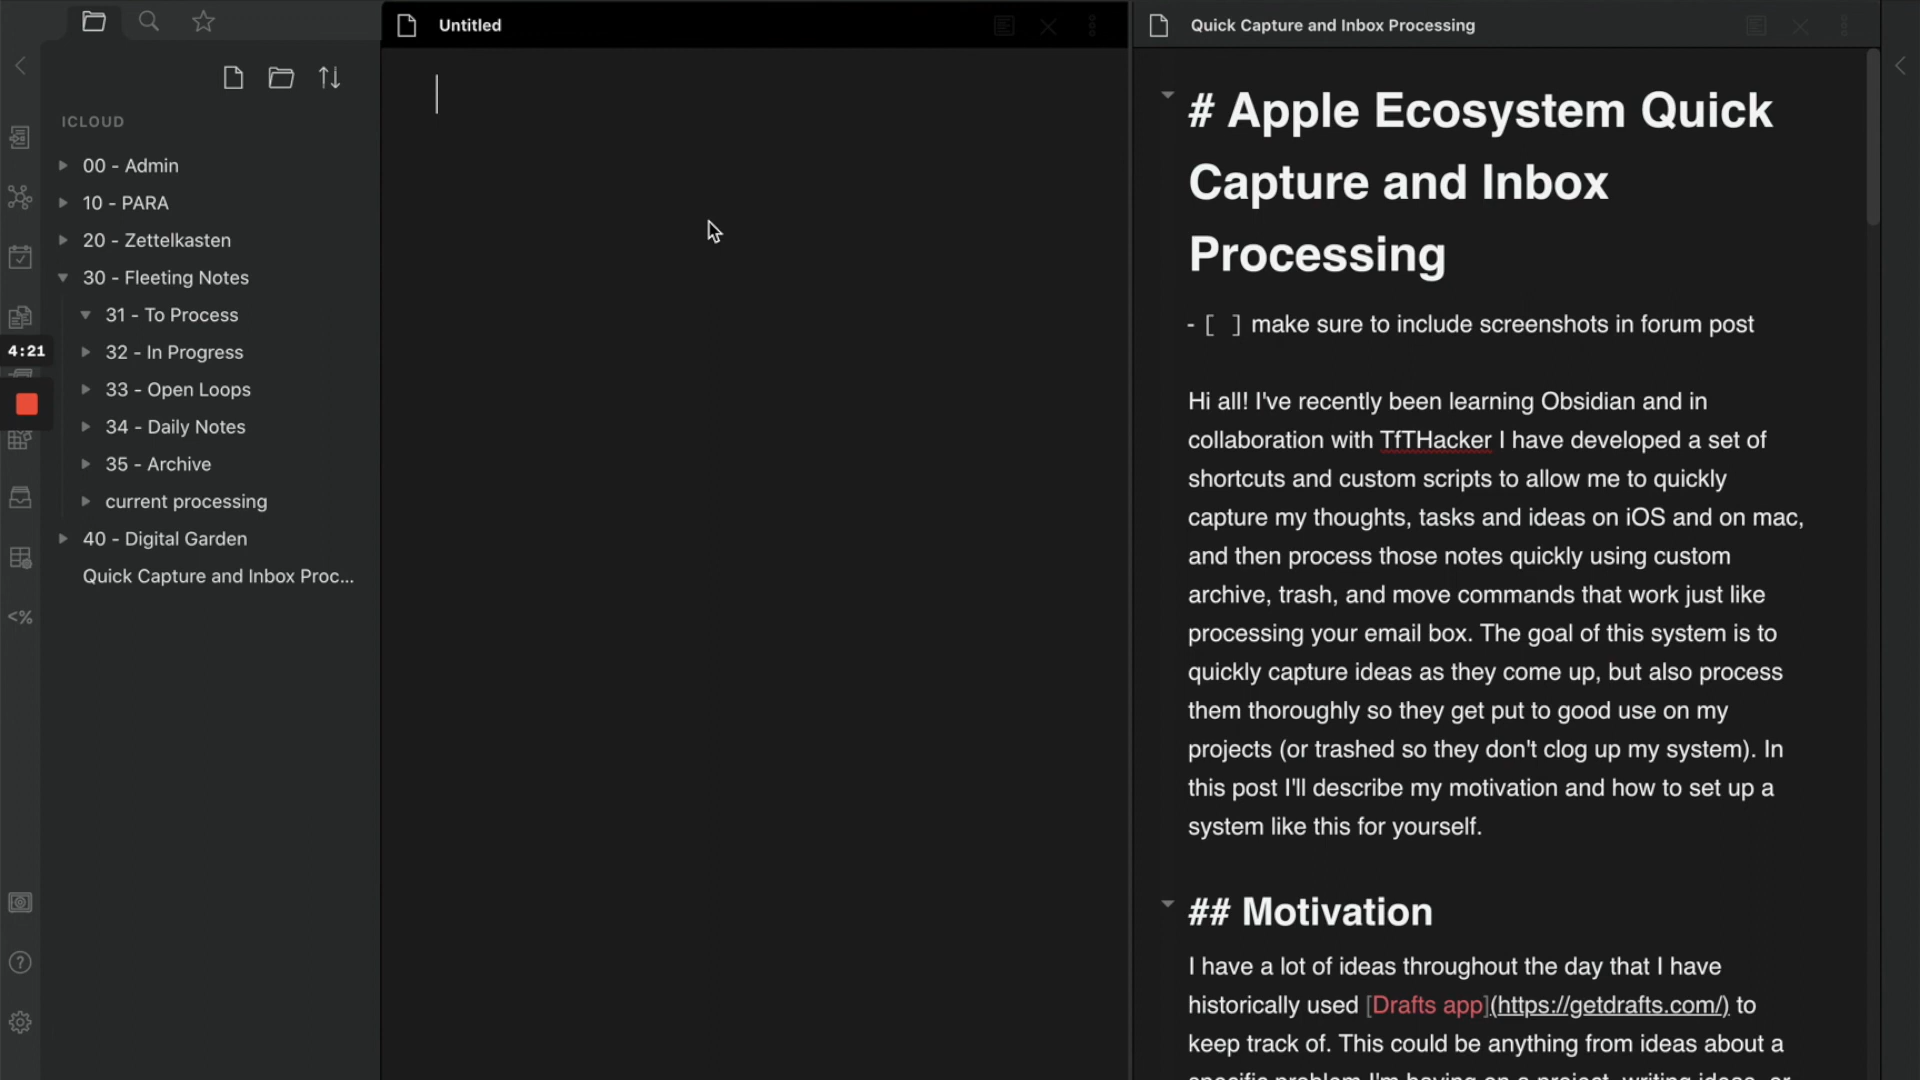 Untitled
Quick Capture and Inbox Processing
ICLOUD
00 - Admin
10 - PARA
20 - Zettelkasten
30 - Fleeting Notes
31 - To Process
32 - In Progress
33 - Open Loops
34 - Daily Notes
35 - Archive
current processing
40 - Digital Garden
Quick Capture and Inbox Proc...
4:21
<%
# Apple Ecosystem Quick
Capture and Inbox
Processing
- [ ] make sure to include screenshots in forum post
Hi all! I've recently been learning Obsidian and in
collaboration with TfTHacker I have developed a set of
shortcuts and custom scripts to allow me to quickly
capture my thoughts, tasks and ideas on iOS and on mac,
and then process those notes quickly using custom
archive, trash, and move commands that work just like
processing your email box. The goal of this system is to
quickly capture ideas as they come up, but also process
them thoroughly so they get put to good use on my
projects (or trashed so they don't clog up my system). In
this post I'll describe my motivation and how to set up a
system like this for yourself.
## Motivation
I have a lot of ideas throughout the day that I have
historically used [Drafts app](https://getdrafts.com/) to
keep track of. This could be anything from ideas about a
specific problem I'm having on a project, writing ideas, or